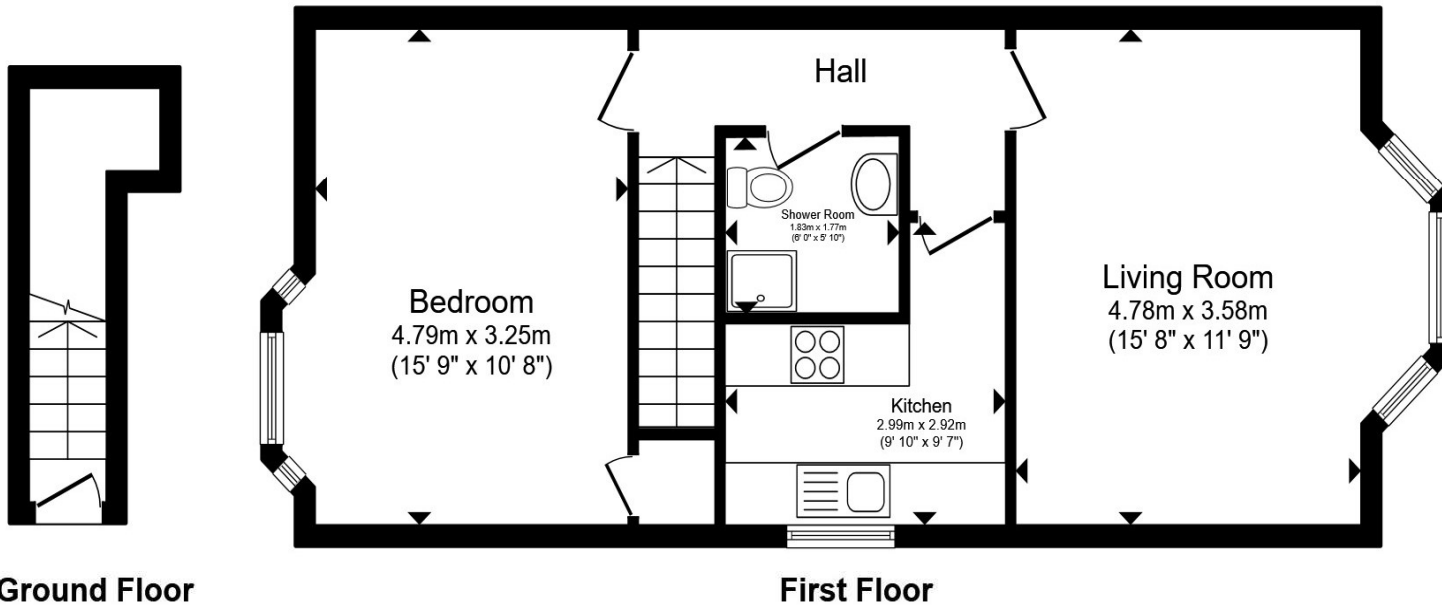 Hall
Shower Room
1.83m x 1.77m
(6' 0" x 5' 10")
Bedroom
4.79m x 3.25m
(15' 9" x 10' 8")
Living Room
4.78m x 3.58m
(15' 8" x 11' 9")
Kitchen
2.99m x 2.92m
(9' 10" x 9' 7")
Ground Floor
First Floor